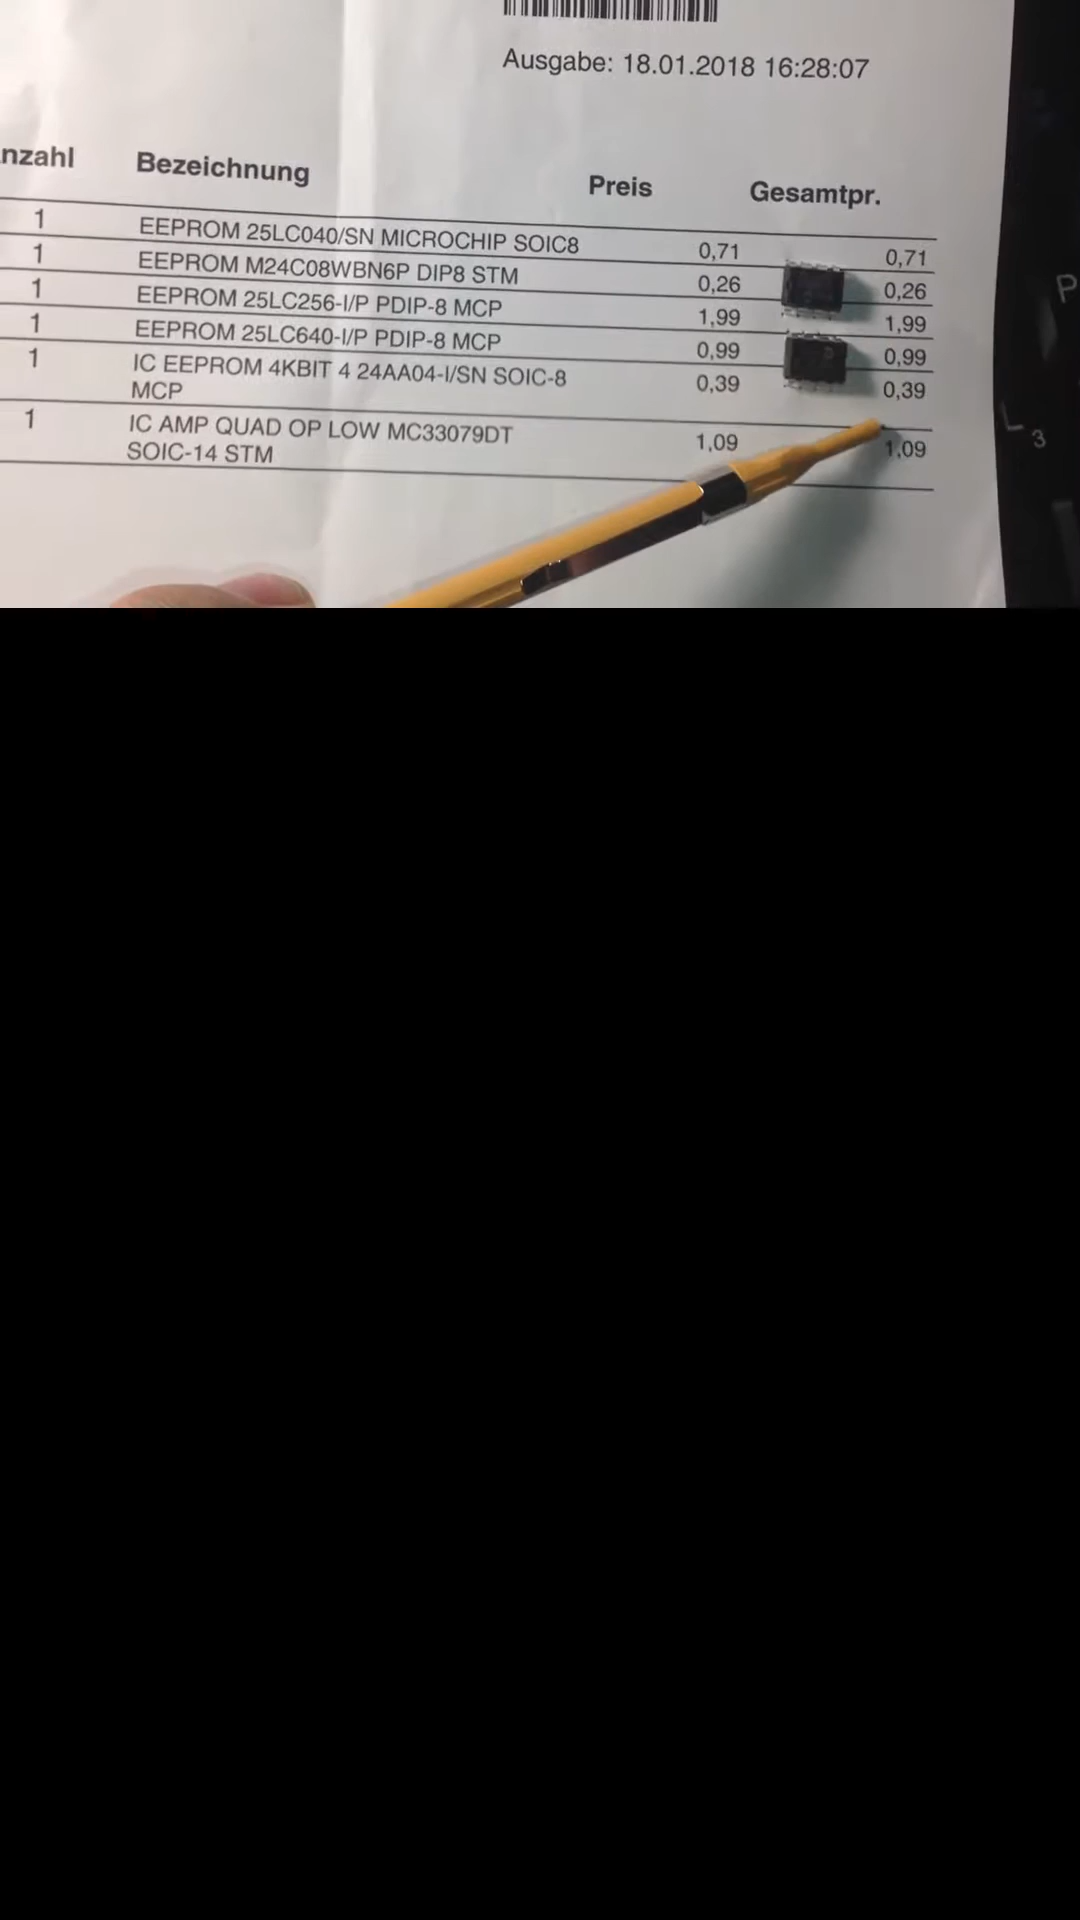 Ausgabe: 18.01.2018 16:28:07
nzahl Bezeichnung Preis Gesamtpr.
1 EEPROM 25LC040/SN MICROCHIP SOIC8 0,71 0,71
1 EEPROM M24C08WBN6P DIP8 STM 0,26 0,26
1 EEPROM 25LC256-I/P PDIP-8 MCP 1,99 1,99
1 EEPROM 25LC640-I/P PDIP-8 MCP 0,99 0,99
1 IC EEPROM 4KBIT 4 24AA04-I/SN SOIC-8 0,39 0,39
MCP
1 IC AMP QUAD OP LOW MC33079DT 1,09 1,09
SOIC-14 STM
P
L
3